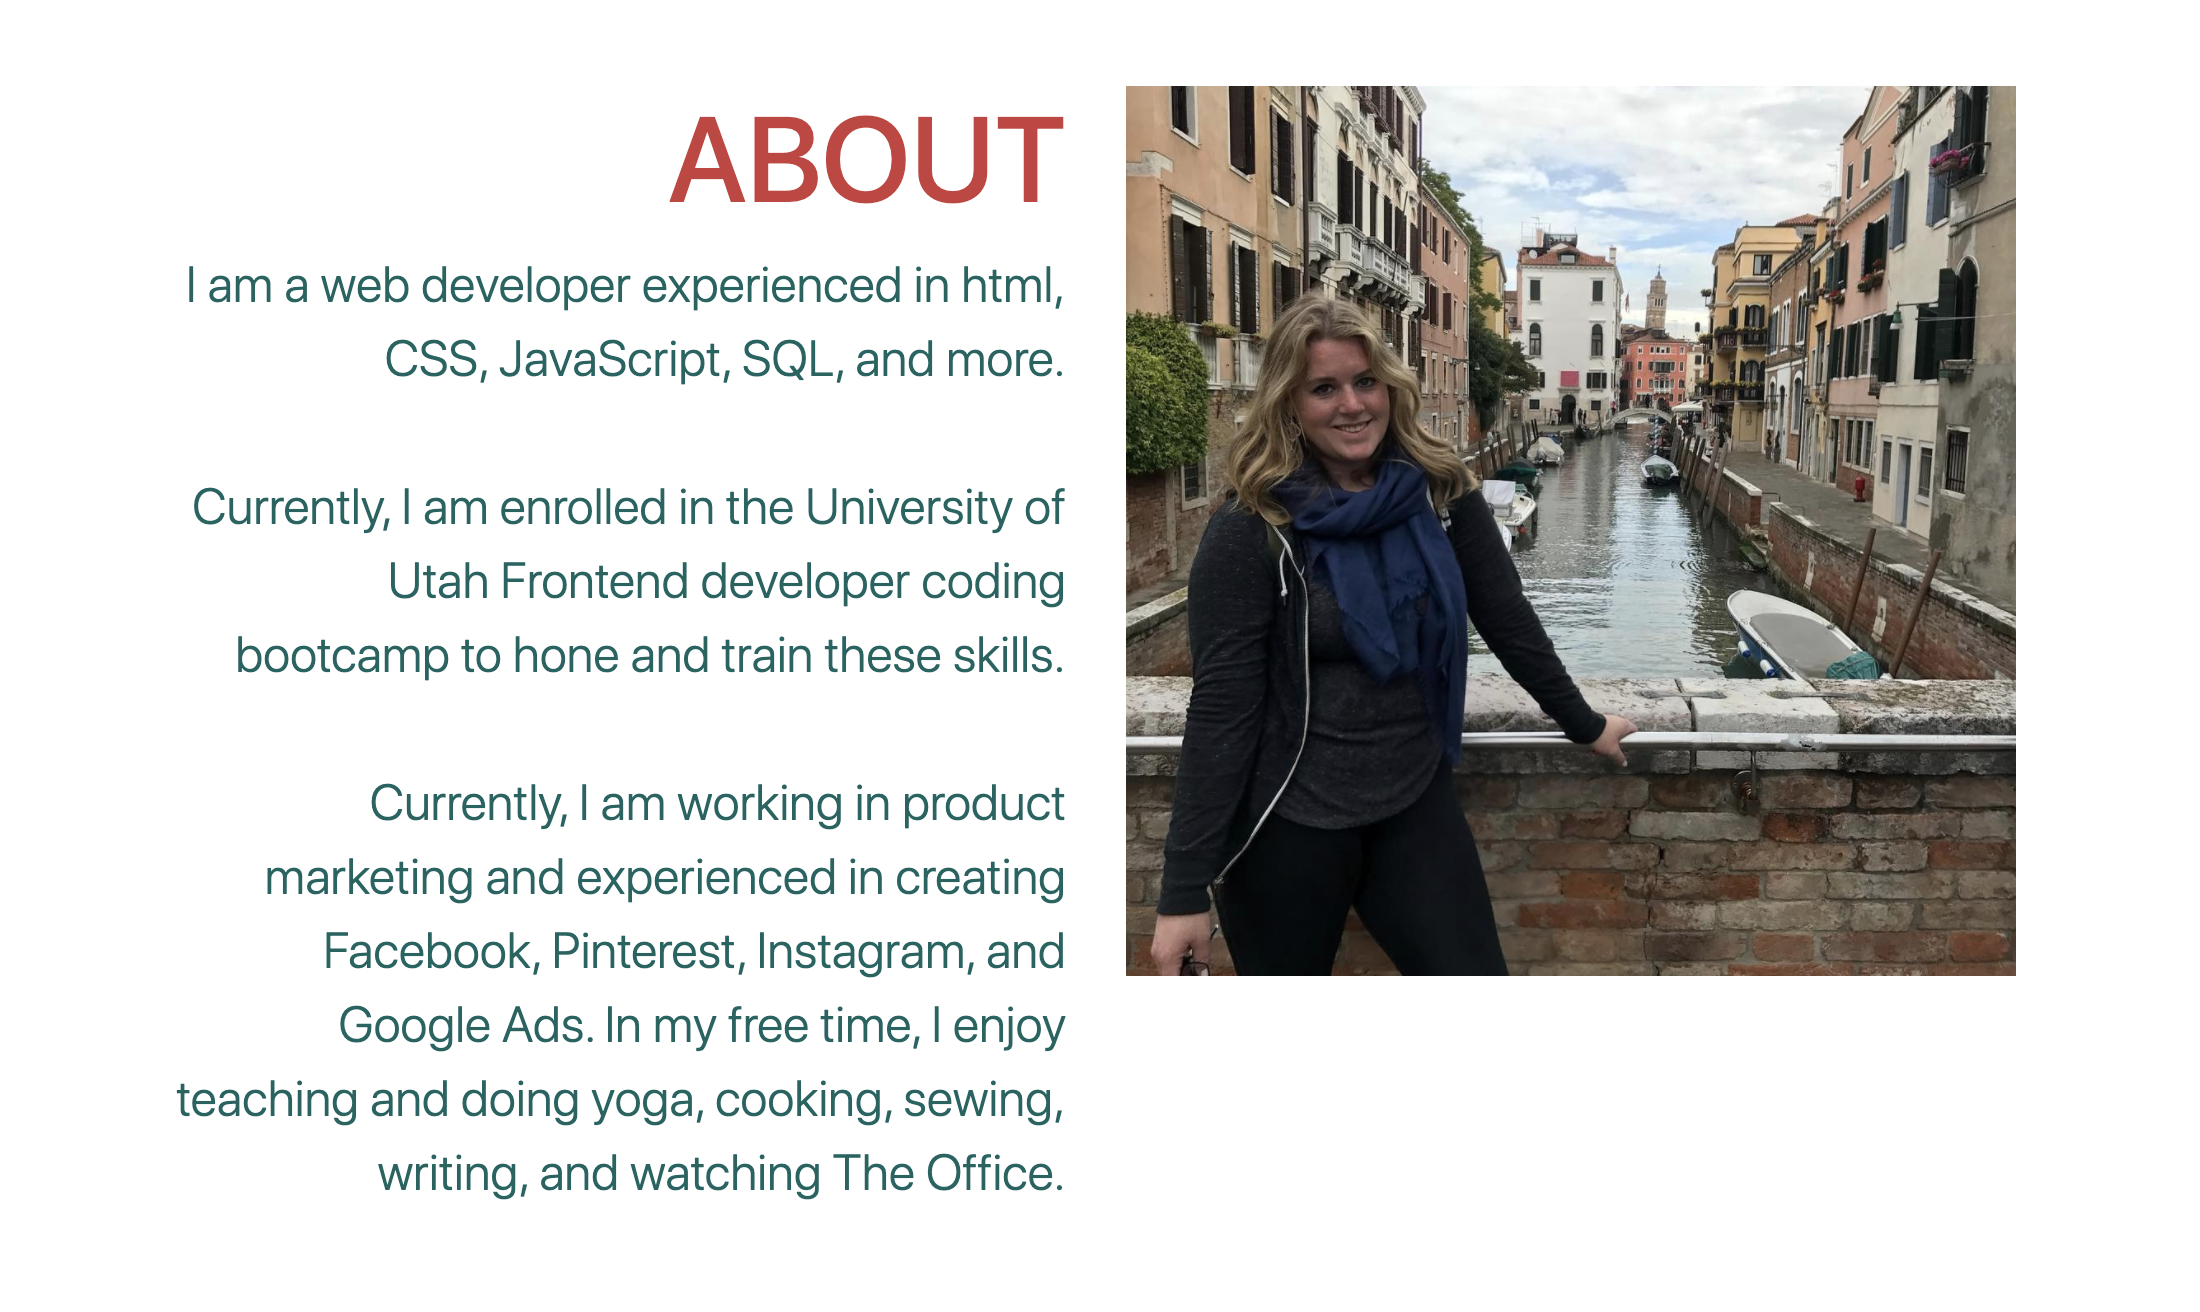 ABOUT
I am a web developer experienced in html,
CSS, JavaScript, SQL, and more.
Currently, I am enrolled in the University of
Utah Frontend developer coding
bootcamp to hone and train these skills.
Currently, I am working in product
marketing and experienced in creating
Facebook, Pinterest, Instagram, and
Google Ads. In my free time, I enjoy
teaching and doing yoga, cooking, sewing,
writing, and watching The Office.